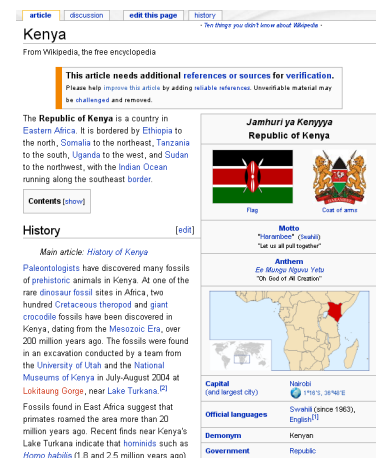 article discussion edit this page history
- Ten things you didn't know about Wikipedia -
Kenya
From Wikipedia, the free encyclopedia
This article needs additional references or sources for verification.
Please help improve this article by adding reliable references. Unverifiable material may
be challenged and removed.
The Republic of Kenya is a country in
Eastern Africa. It is bordered by Ethiopia to
the north, Somalia to the northeast, Tanzania
to the south, Uganda to the west, and Sudan
to the northwest, with the Indian Ocean
running along the southeast border.
Contents [show]
History [edit]
Main article: History of Kenya
Paleontologists have discovered many fossils
of prehistoric animals in Kenya. At one of the
rare dinosaur fossil sites in Africa, two
hundred Cretaceous theropod and giant
crocodile fossils have been discovered in
Kenya, dating from the Mesozoic Era, over
200 million years ago. The fossils were found
in an excavation conducted by a team from
the University of Utah and the National
Museums of Kenya in July-August 2004 at
Lokitaung Gorge, near Lake Turkana.[2]
Fossils found in East Africa suggest that
primates roamed the area more than 20
million years ago. Recent finds near Kenya's
Lake Turkana indicate that hominids such as
Homo habilis (1.8 and 2.5 million years ago)
Jamhuri ya Kenyyya
Republic of Kenya
Flag Coat of arms
Motto
"Harambee" (Swahili)
"Let us all pull together"
Anthem
Ee Mungu Nguvu Yetu
"Oh God of All Creation"
Capital Nairobi
(and largest city) 1°16'S, 36°48'E
Official languages Swahili (since 1963),
English[1]
Demonym Kenyan
Government Republic